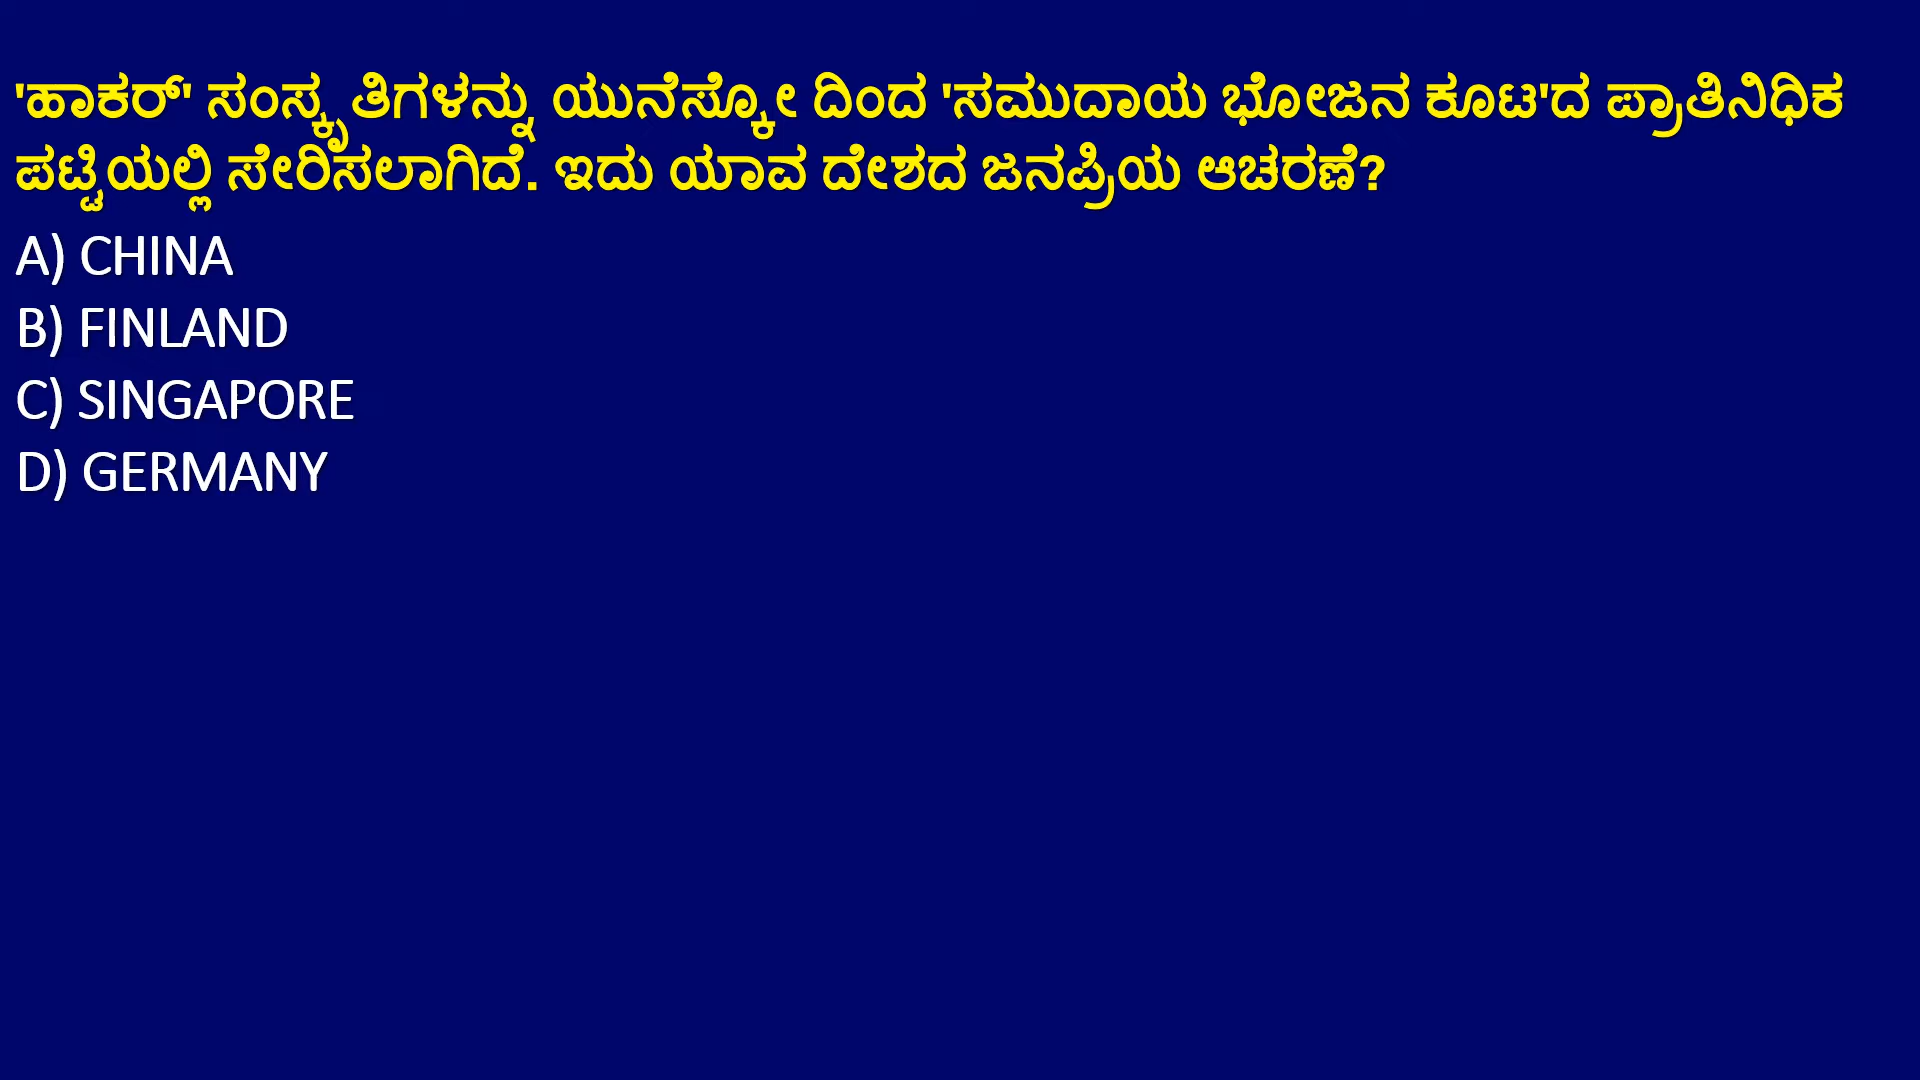 'ಹಾಕರ್' ಸಂಸ್ಕೃತಿಗಳನ್ನು ಯುನೆಸ್ಕೋ ದಿಂದ 'ಸಮುದಾಯ ಭೋಜನ ಕೂಟ'ದ ಪ್ರಾತಿನಿಧಿಕ
ಪಟ್ಟಿಯಲ್ಲಿ ಸೇರಿಸಲಾಗಿದೆ. ಇದು ಯಾವ ದೇಶದ ಜನಪ್ರಿಯ ಆಚರಣೆ?
A) CHINA
B) FINLAND
C) SINGAPORE
D) GERMANY